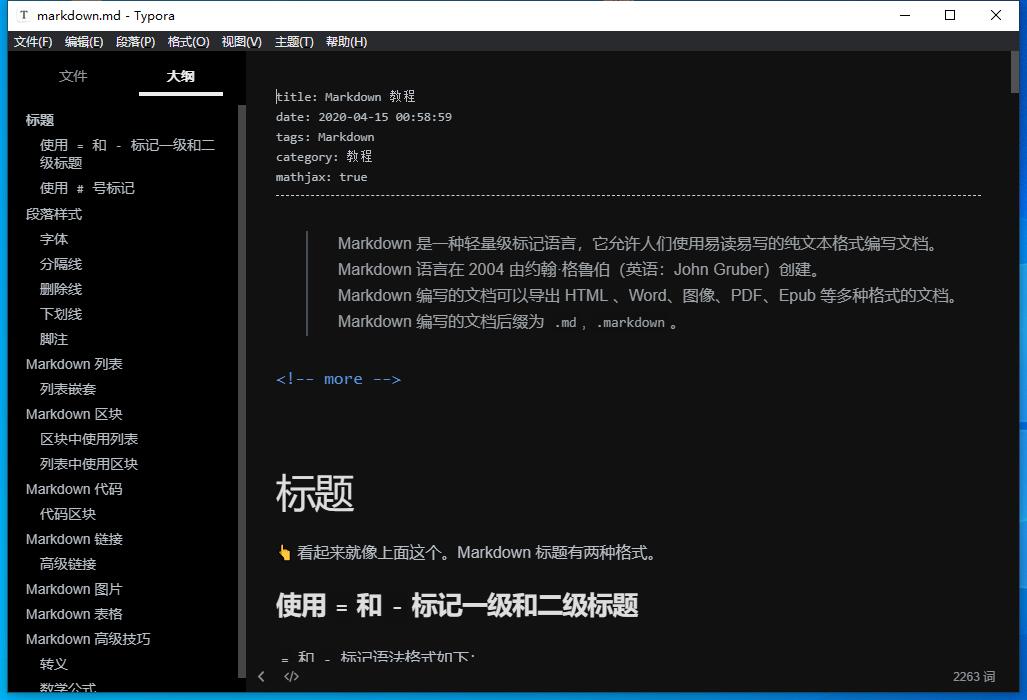 markdown.md - Typora
文件(F) 编辑(E) 段落(P) 格式(O) 视图(V) 主题(T) 帮助(H)
文件 大纲
标题
使用 = 和 - 标记一级和二
级标题
使用 # 号标记
段落样式
字体
分隔线
删除线
下划线
脚注
Markdown 列表
列表嵌套
Markdown 区块
区块中使用列表
列表中使用区块
Markdown 代码
代码区块
Markdown 链接
高级链接
Markdown 图片
Markdown 表格
Markdown 高级技巧
转义
数学公式
title: Markdown 教程
date: 2020-04-15 00:58:59
tags: Markdown
category: 教程
mathjax: true
Markdown 是一种轻量级标记语言，它允许人们使用易读易写的纯文本格式编写文档。
Markdown 语言在 2004 由约翰·格鲁伯（英语：John Gruber）创建。
Markdown 编写的文档可以导出 HTML 、Word、图像、PDF、Epub 等多种格式的文档。
Markdown 编写的文档后缀为 .md , .markdown 。
<!-- more -->
标题
👆 看起来就像上面这个。Markdown 标题有两种格式。
使用 = 和 - 标记一级和二级标题
= 和 - 标记语法格式如下：
</> 2263 词